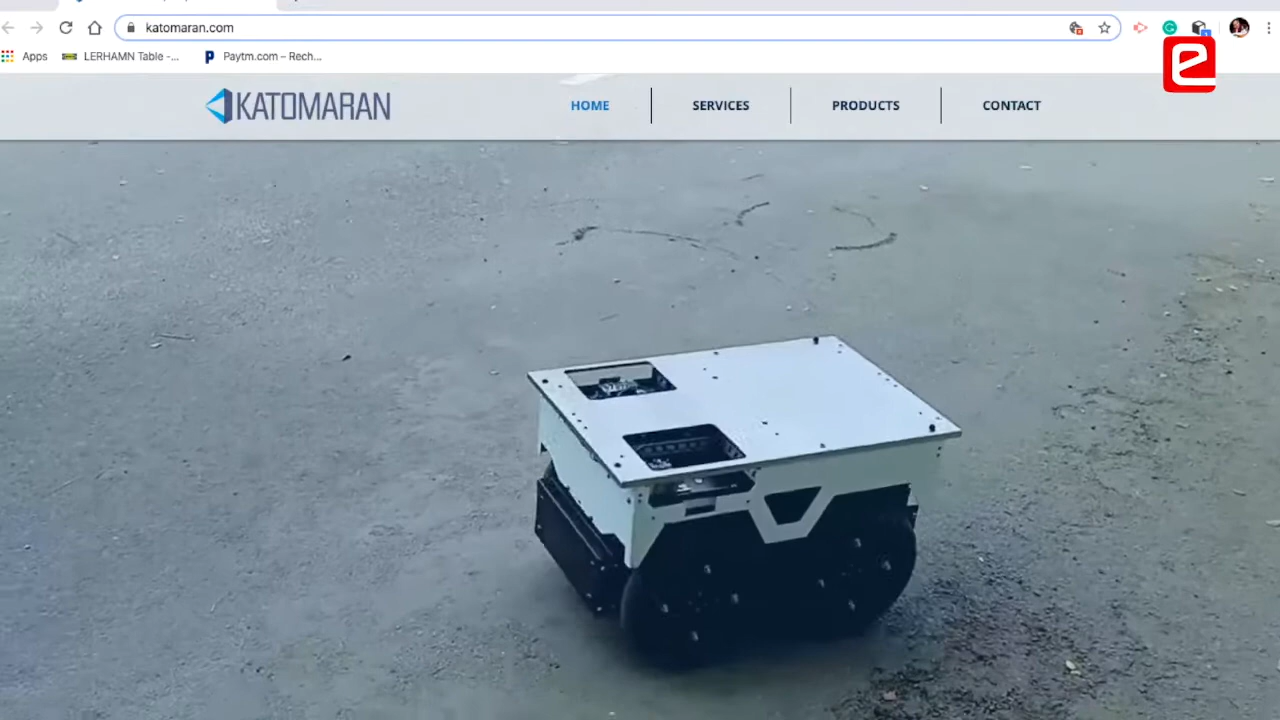 katomaran.com
Apps LERHAMN Table -... Paytm.com – Rech...
KATOMARAN HOME SERVICES PRODUCTS CONTACT